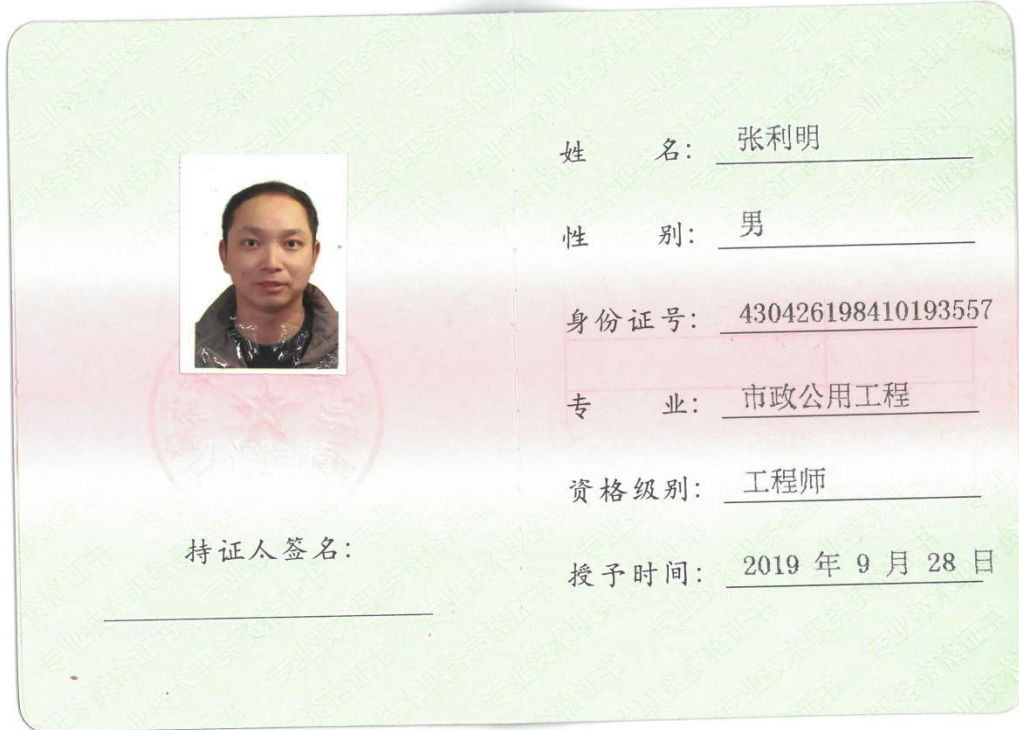 姓 名: 张利明
性 别: 男
身份证号: 430426198410193557
专 业: 市政公用工程
资格级别: 工程师
授予时间: 2019 年 9 月 28 日
持证人签名: